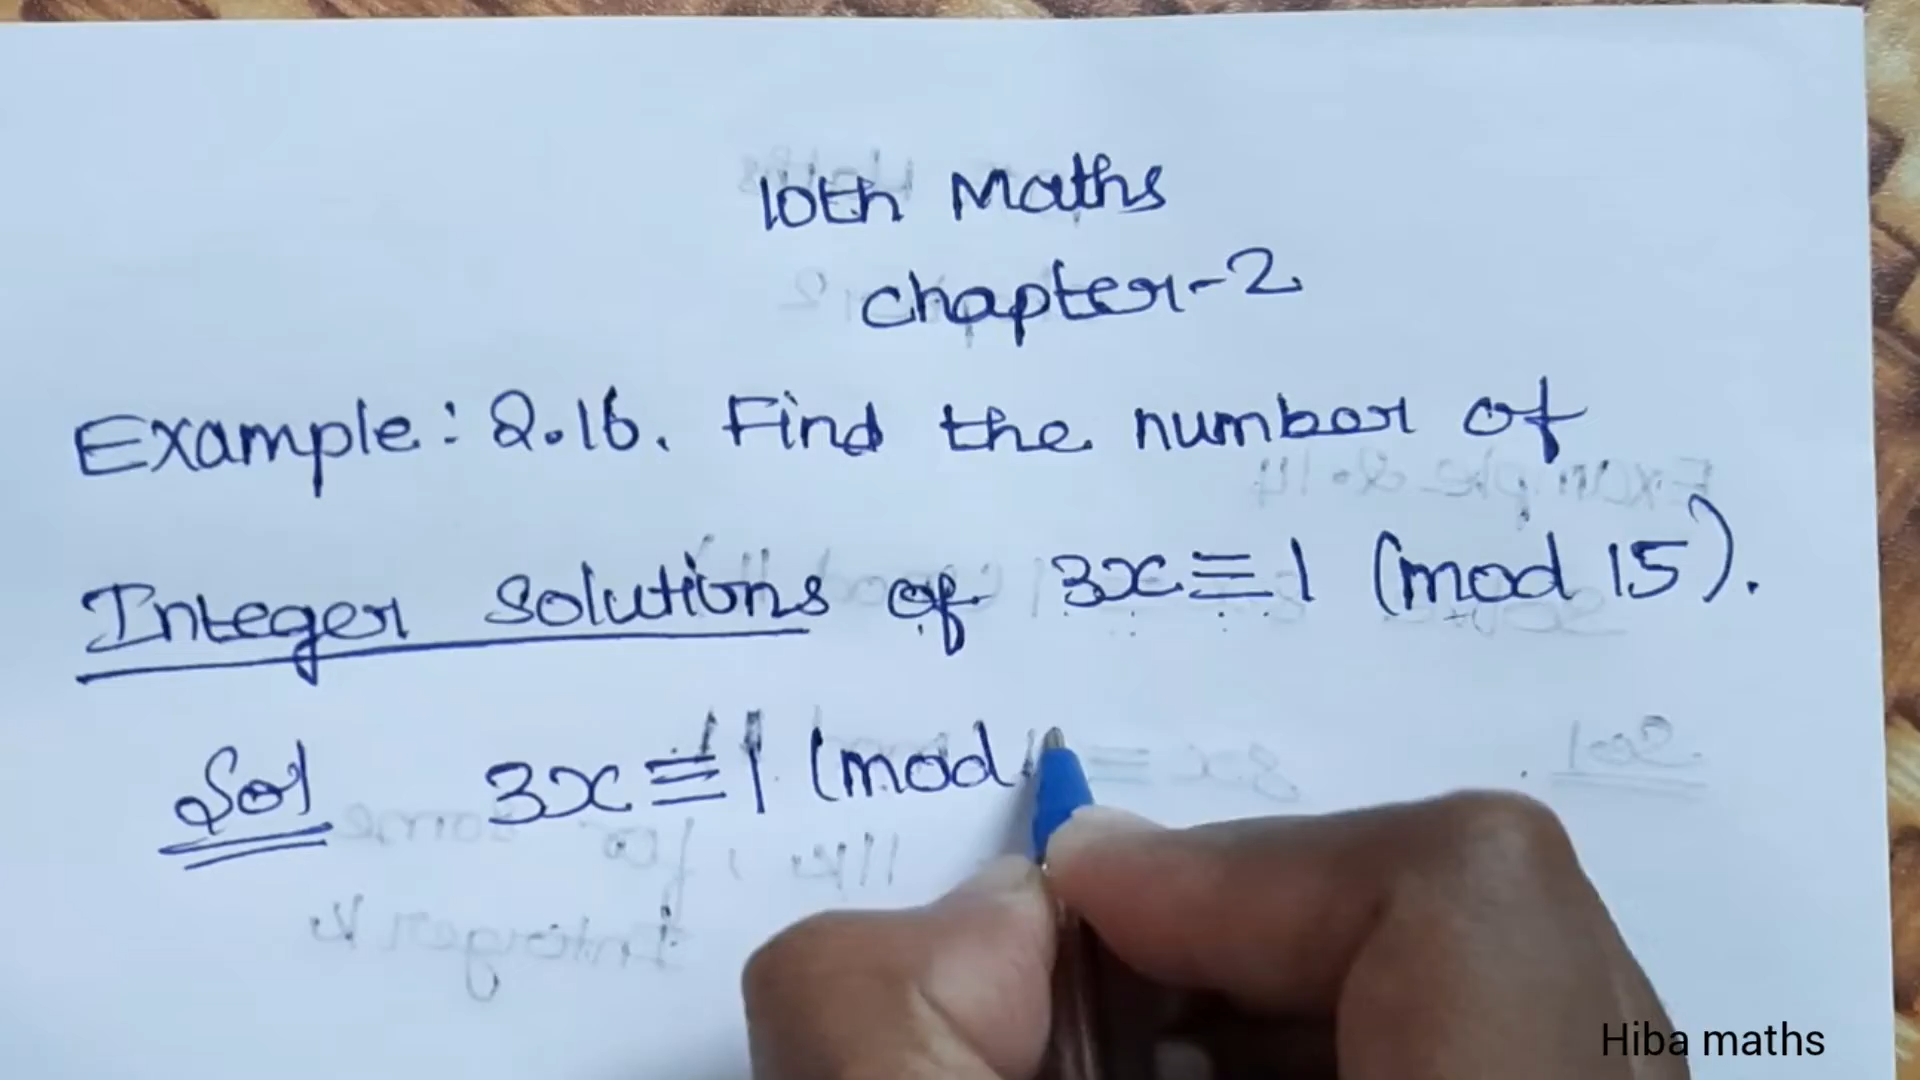 10th Maths
Chapter-2
Example: 2.16. Find the number of
Integer solutions of 3x≡1 (mod 15).
Sol 3x≡1 (mod
Hiba maths